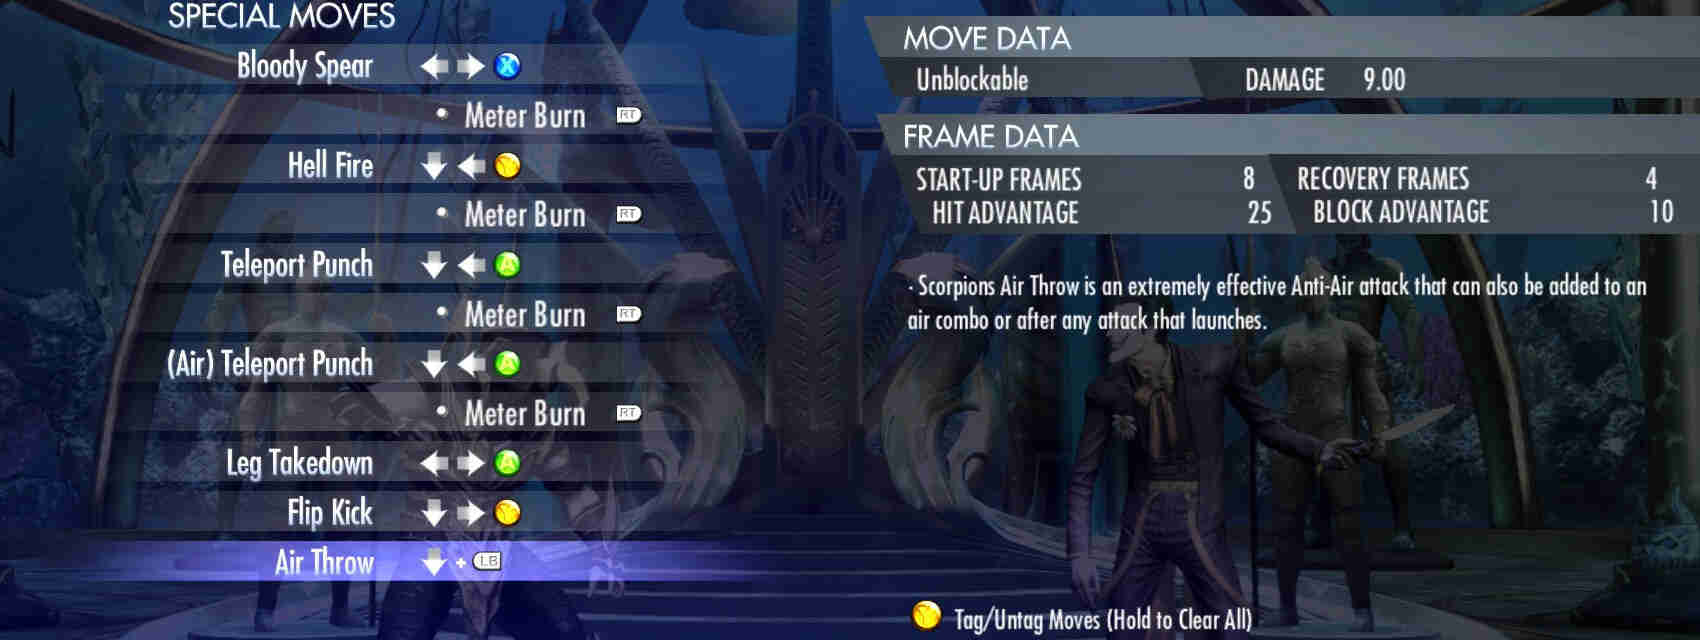 SPECIAL MOVES
Bloody Spear X
Meter Burn RT
Hell Fire Y
Meter Burn RT
Teleport Punch A
Meter Burn RT
(Air) Teleport Punch A
Meter Burn RT
Leg Takedown A
Flip Kick Y
Air Throw + LB
MOVE DATA
Unblockable DAMAGE 9.00
FRAME DATA
START-UP FRAMES 8 RECOVERY FRAMES 4
HIT ADVANTAGE 25 BLOCK ADVANTAGE 10
· Scorpions Air Throw is an extremely effective Anti-Air attack that can also be added to an
air combo or after any attack that launches.
Y Tag/Untag Moves (Hold to Clear All)